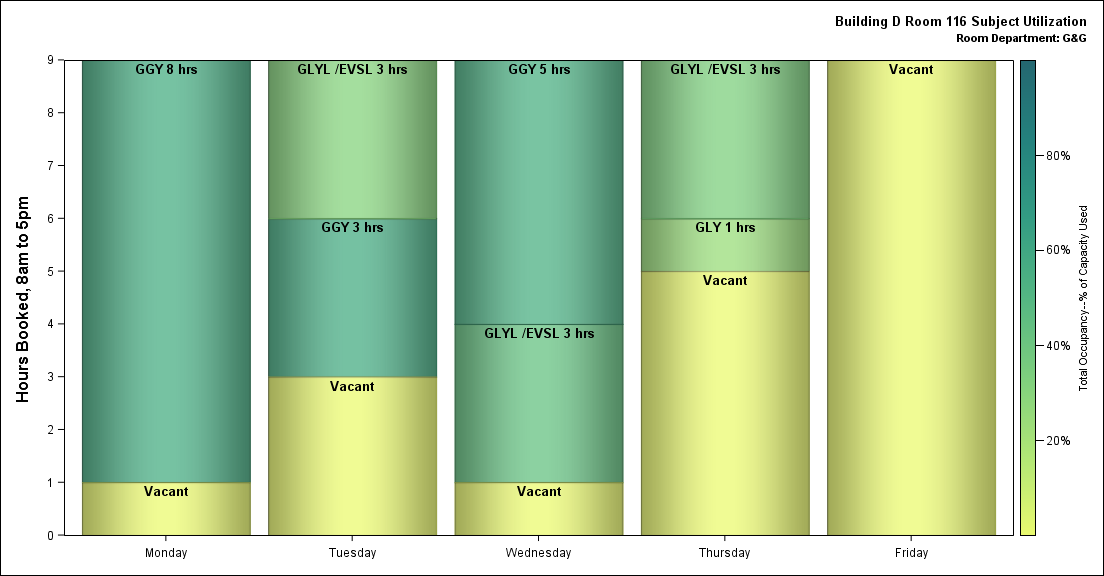 Building D Room 116 Subject Utilization
Room Department: G&G
Hours Booked, 8am to 5pm
9
8
7
6
5
4
3
2
1
0
GGY 8 hrs
Vacant
GLYL /EVSL 3 hrs
GGY 3 hrs
Vacant
GGY 5 hrs
GLYL /EVSL 3 hrs
Vacant
GLYL /EVSL 3 hrs
GLY 1 hrs
Vacant
Vacant
Monday
Tuesday
Wednesday
Thursday
Friday
80%
60%
40%
20%
Total Occupancy--% of Capacity Used